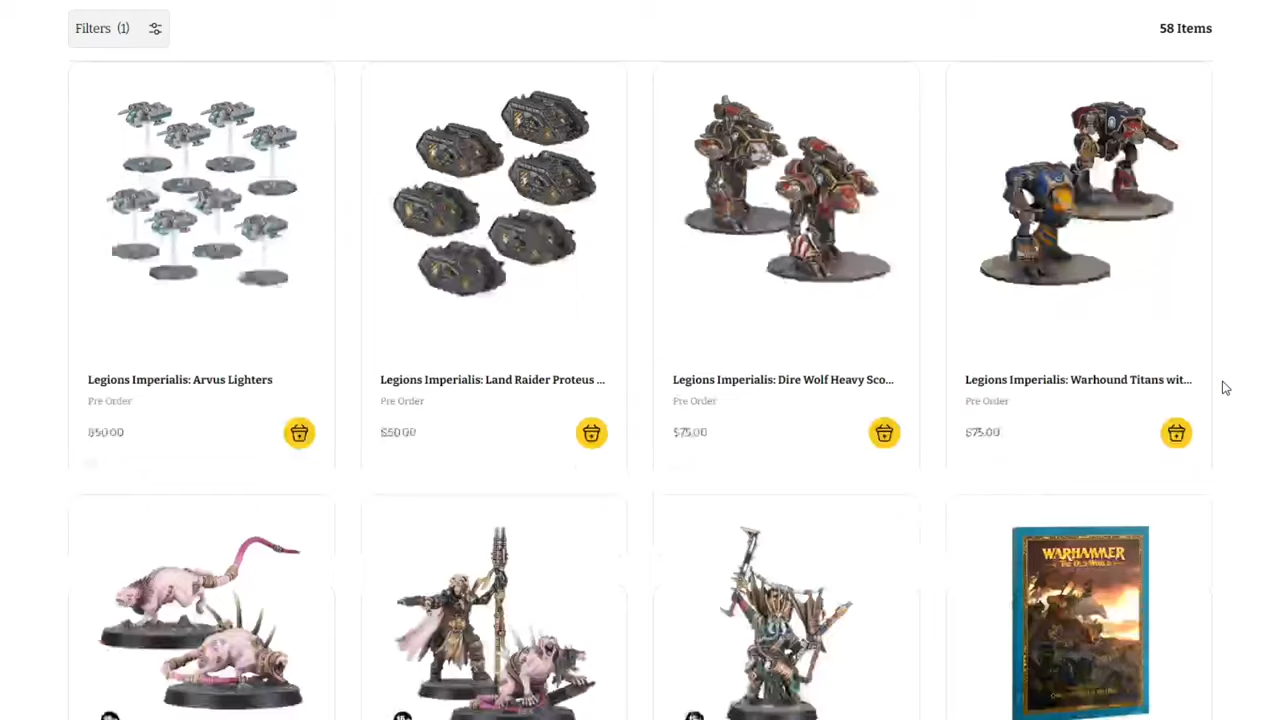 Filters (1)
58 Items
Legions Imperialis: Arvus Lighters
Pre Order
$50.00
Legions Imperialis: Land Raider Proteus ...
Pre Order
$50.00
Legions Imperialis: Dire Wolf Heavy Sco...
Pre Order
$75.00
Legions Imperialis: Warhound Titans wit...
Pre Order
$75.00
WARHAMMER
THE OLD WORLD